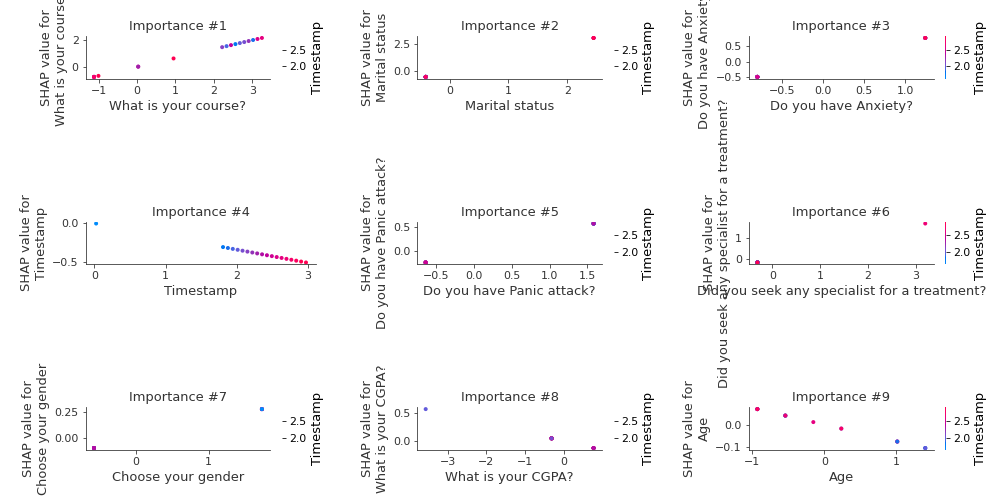 Importance #1
SHAP value for
What is your course?
2
0
−1
0
1
2
3
What is your course?
2.5
2.0
Timestamp
Importance #2
SHAP value for
Marital status
2.5
0.0
0
1
2
Marital status
2.5
2.0
Timestamp
Importance #3
SHAP value for
Do you have Anxiety
0.5
0.0
−0.5
−0.5
0.0
0.5
1.0
Do you have Anxiety?
2.5
2.0
Timestamp
Importance #4
SHAP value for
Timestamp
0.0
−0.5
0
1
2
3
Timestamp
Importance #5
SHAP value for
Do you have Panic attack?
0.5
0.0
−0.5
0.0
0.5
1.0
1.5
Do you have Panic attack?
2.5
2.0
Timestamp
Importance #6
SHAP value for
Did you seek any specialist for a treatment?
1
0
0
1
2
3
Did you seek any specialist for a treatment?
2.5
2.0
Timestamp
Importance #7
SHAP value for
Choose your gender
0.25
0.00
0
1
Choose your gender
2.5
2.0
Timestamp
Importance #8
SHAP value for
What is your CGPA?
0.5
0.0
−3
−2
−1
0
What is your CGPA?
2.5
2.0
Timestamp
Importance #9
SHAP value for
Age
0.0
−0.1
−1
0
1
Age
2.5
2.0
Timestamp